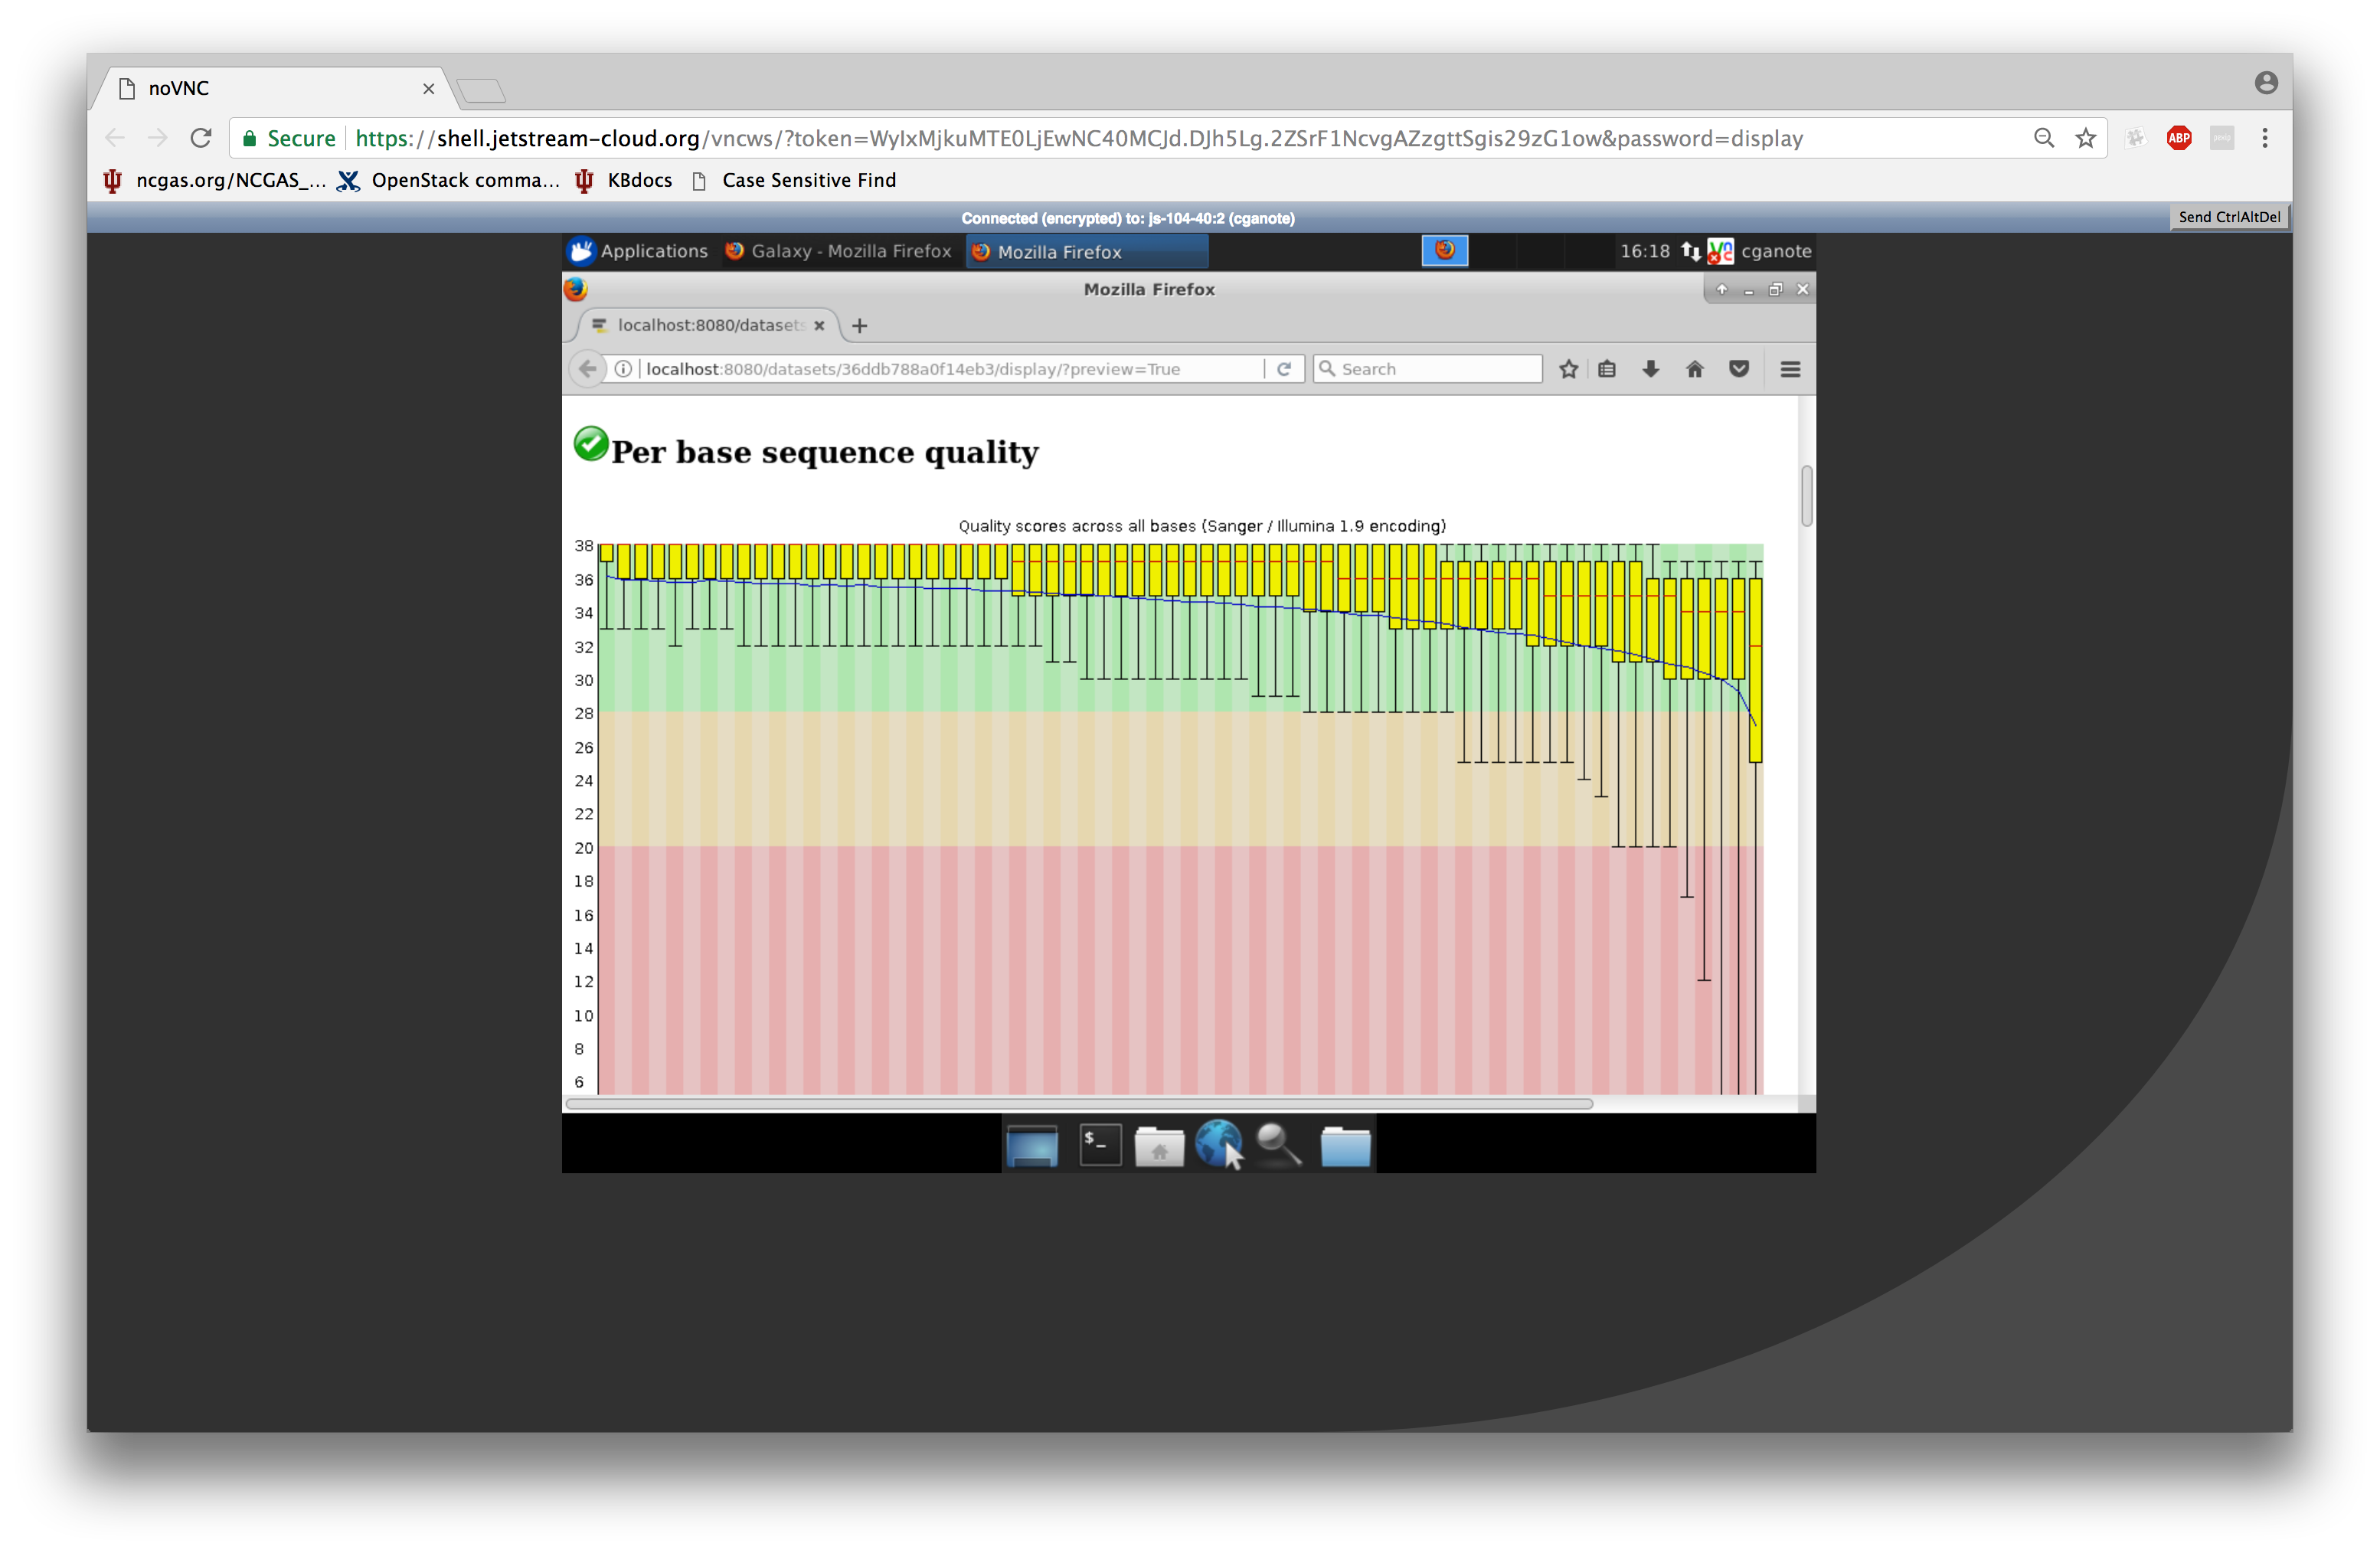 noVNC
Secure https://shell.jetstream-cloud.org/vncws/?token=WyIxMjkuMTE0LjEwNC40MCJd.DJh5Lg.2ZSrF1NcvgAZzgttSgis29zG1ow&password=display
ABP
ncgas.org/NCGAS_... OpenStack comma... KBdocs Case Sensitive Find
Connected (encrypted) to: js-104-40:2 (cganote) Send CtrlAltDel
Applications Galaxy - Mozilla Firefox Mozilla Firefox 16:18 cganote
Mozilla Firefox
localhost:8080/datasets
localhost:8080/datasets/36ddb788a0f14eb3/display/?preview=True Search
Per base sequence quality
Quality scores across all bases (Sanger / Illumina 1.9 encoding)
38
36
34
32
30
28
26
24
22
20
18
16
14
12
10
8
6
$_